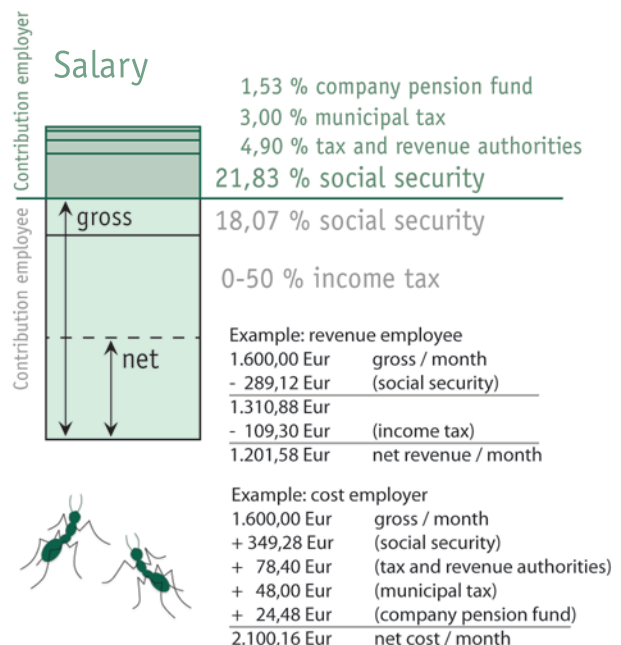 Contribution employer
Salary
1,53 % company pension fund
3,00 % municipal tax
4,90 % tax and revenue authorities
21,83 % social security
Contribution employee
gross
18,07 % social security
0-50 % income tax
net
Example: revenue employee
1.600,00 Eur gross / month
- 289,12 Eur (social security)
1.310,88 Eur
- 109,30 Eur (income tax)
1.201,58 Eur net revenue / month
Example: cost employer
1.600,00 Eur gross / month
+ 349,28 Eur (social security)
+ 78,40 Eur (tax and revenue authorities)
+ 48,00 Eur (municipal tax)
+ 24,48 Eur (company pension fund)
2.100,16 Eur net cost / month